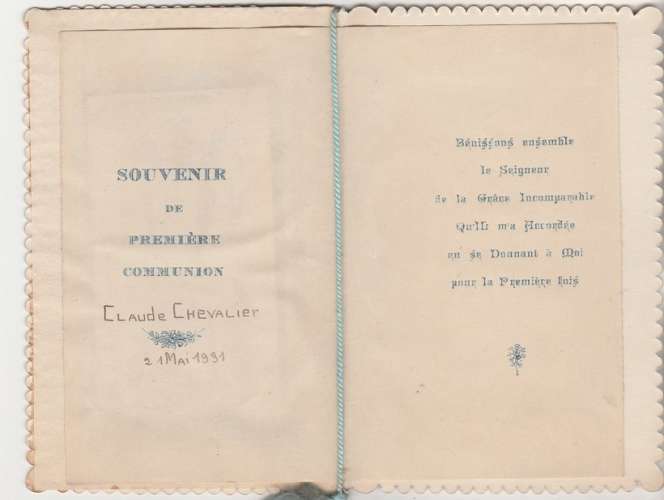 SOUVENIR
DE
PREMIÈRE
COMMUNION
CLAUDE CHEVALIER
21 MAI 1931
Bénissons ensemble
le Seigneur
de la Grâce Incomparable
Qu'Il m'a Accordée
en se Donnant à Moi
pour la Première fois